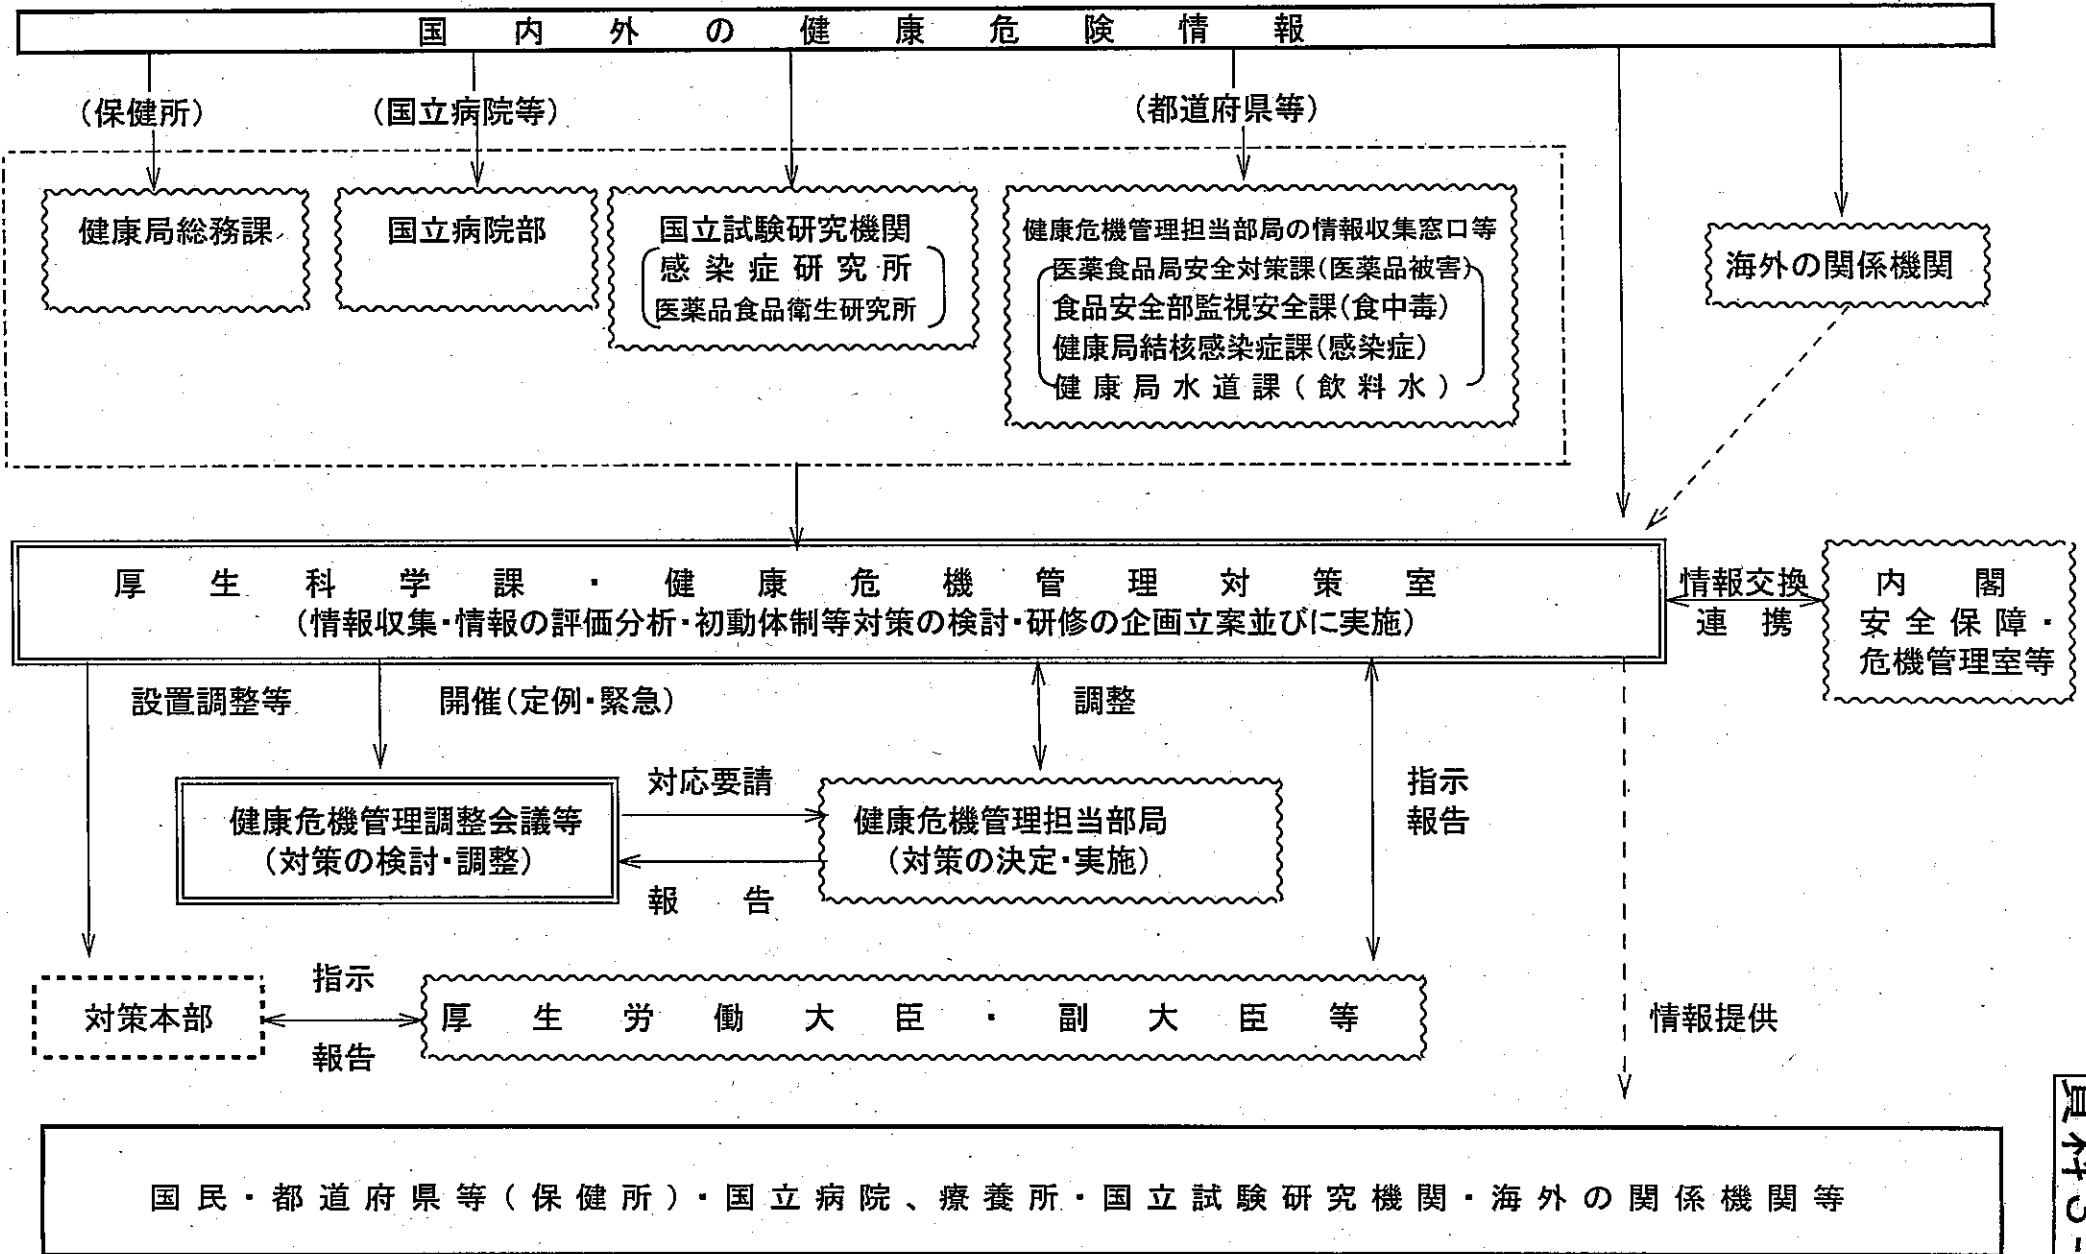 国内外の健康危険情報
(保健所)
(国立病院等)
(都道府県等)
健康局総務課
国立病院部
国立試験研究機関
感染症研究所
医薬品食品衛生研究所
健康危機管理担当部局の情報収集窓口等
医薬食品局安全対策課(医薬品被害)
食品安全部監視安全課(食中毒)
健康局結核感染症課(感染症)
健康局水道課(飲料水)
海外の関係機関
厚生科学課・健康危機管理対策室
(情報収集・情報の評価分析・初動体制等対策の検討・研修の企画立案並びに実施)
情報交換
連携
内閣
安全保障・
危機管理室等
設置調整等
開催(定例・緊急)
調整
指示
報告
健康危機管理調整会議等
(対策の検討・調整)
対応要請
報告
健康危機管理担当部局
(対策の決定・実施)
対策本部
指示
報告
厚生労働大臣・副大臣等
情報提供
国民・都道府県等(保健所)・国立病院、療養所・国立試験研究機関・海外の関係機関等